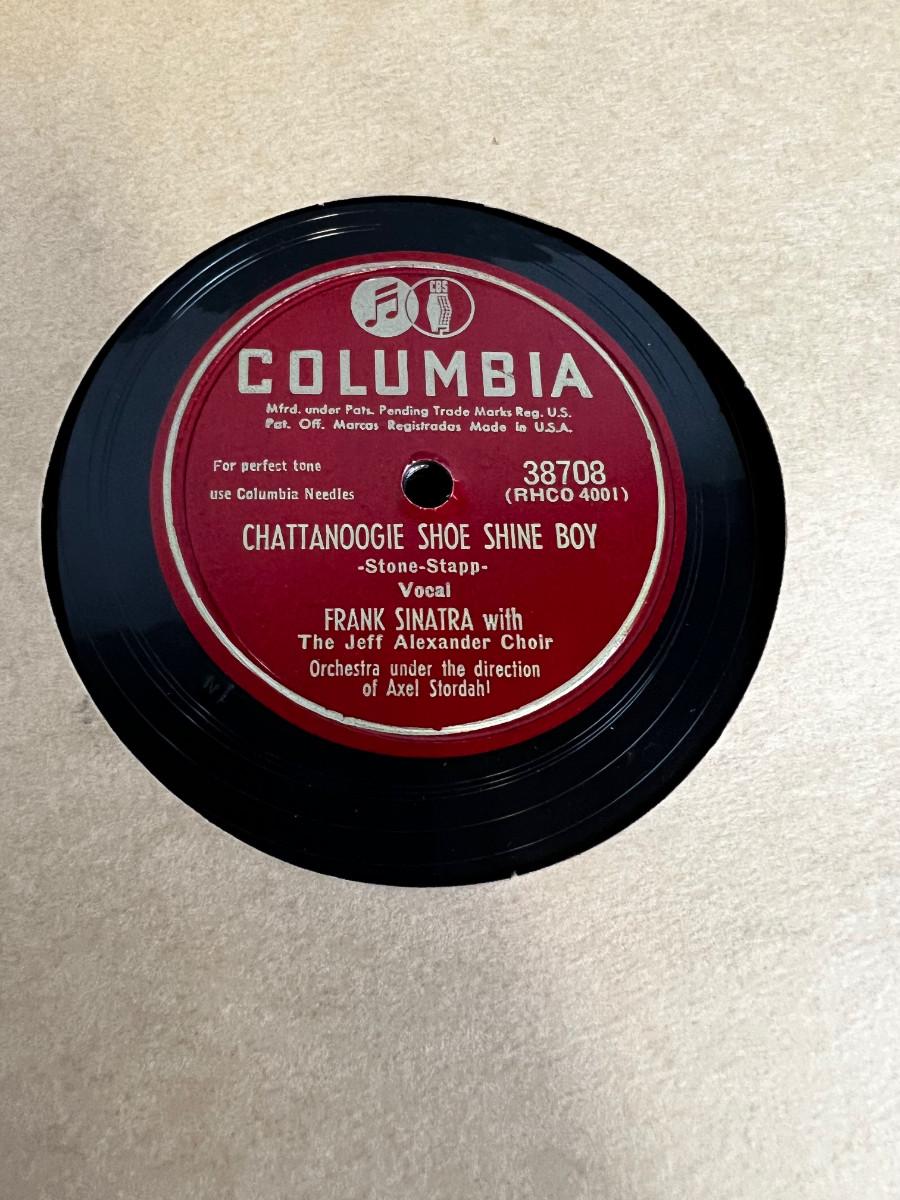 CBS
COLUMBIA
Mfrd. under Pats. Pending Trade Marks Reg. U.S.
Pat. Off. Marcas Registradas Made in U.S.A.
For perfect tone
use Columbia Needles
38708
(RHCO 4001)
CHATTANOOGIE SHOE SHINE BOY
-Stone-Stapp-
Vocal
FRANK SINATRA with
The Jeff Alexander Choir
Orchestra under the direction
of Axel Stordahl